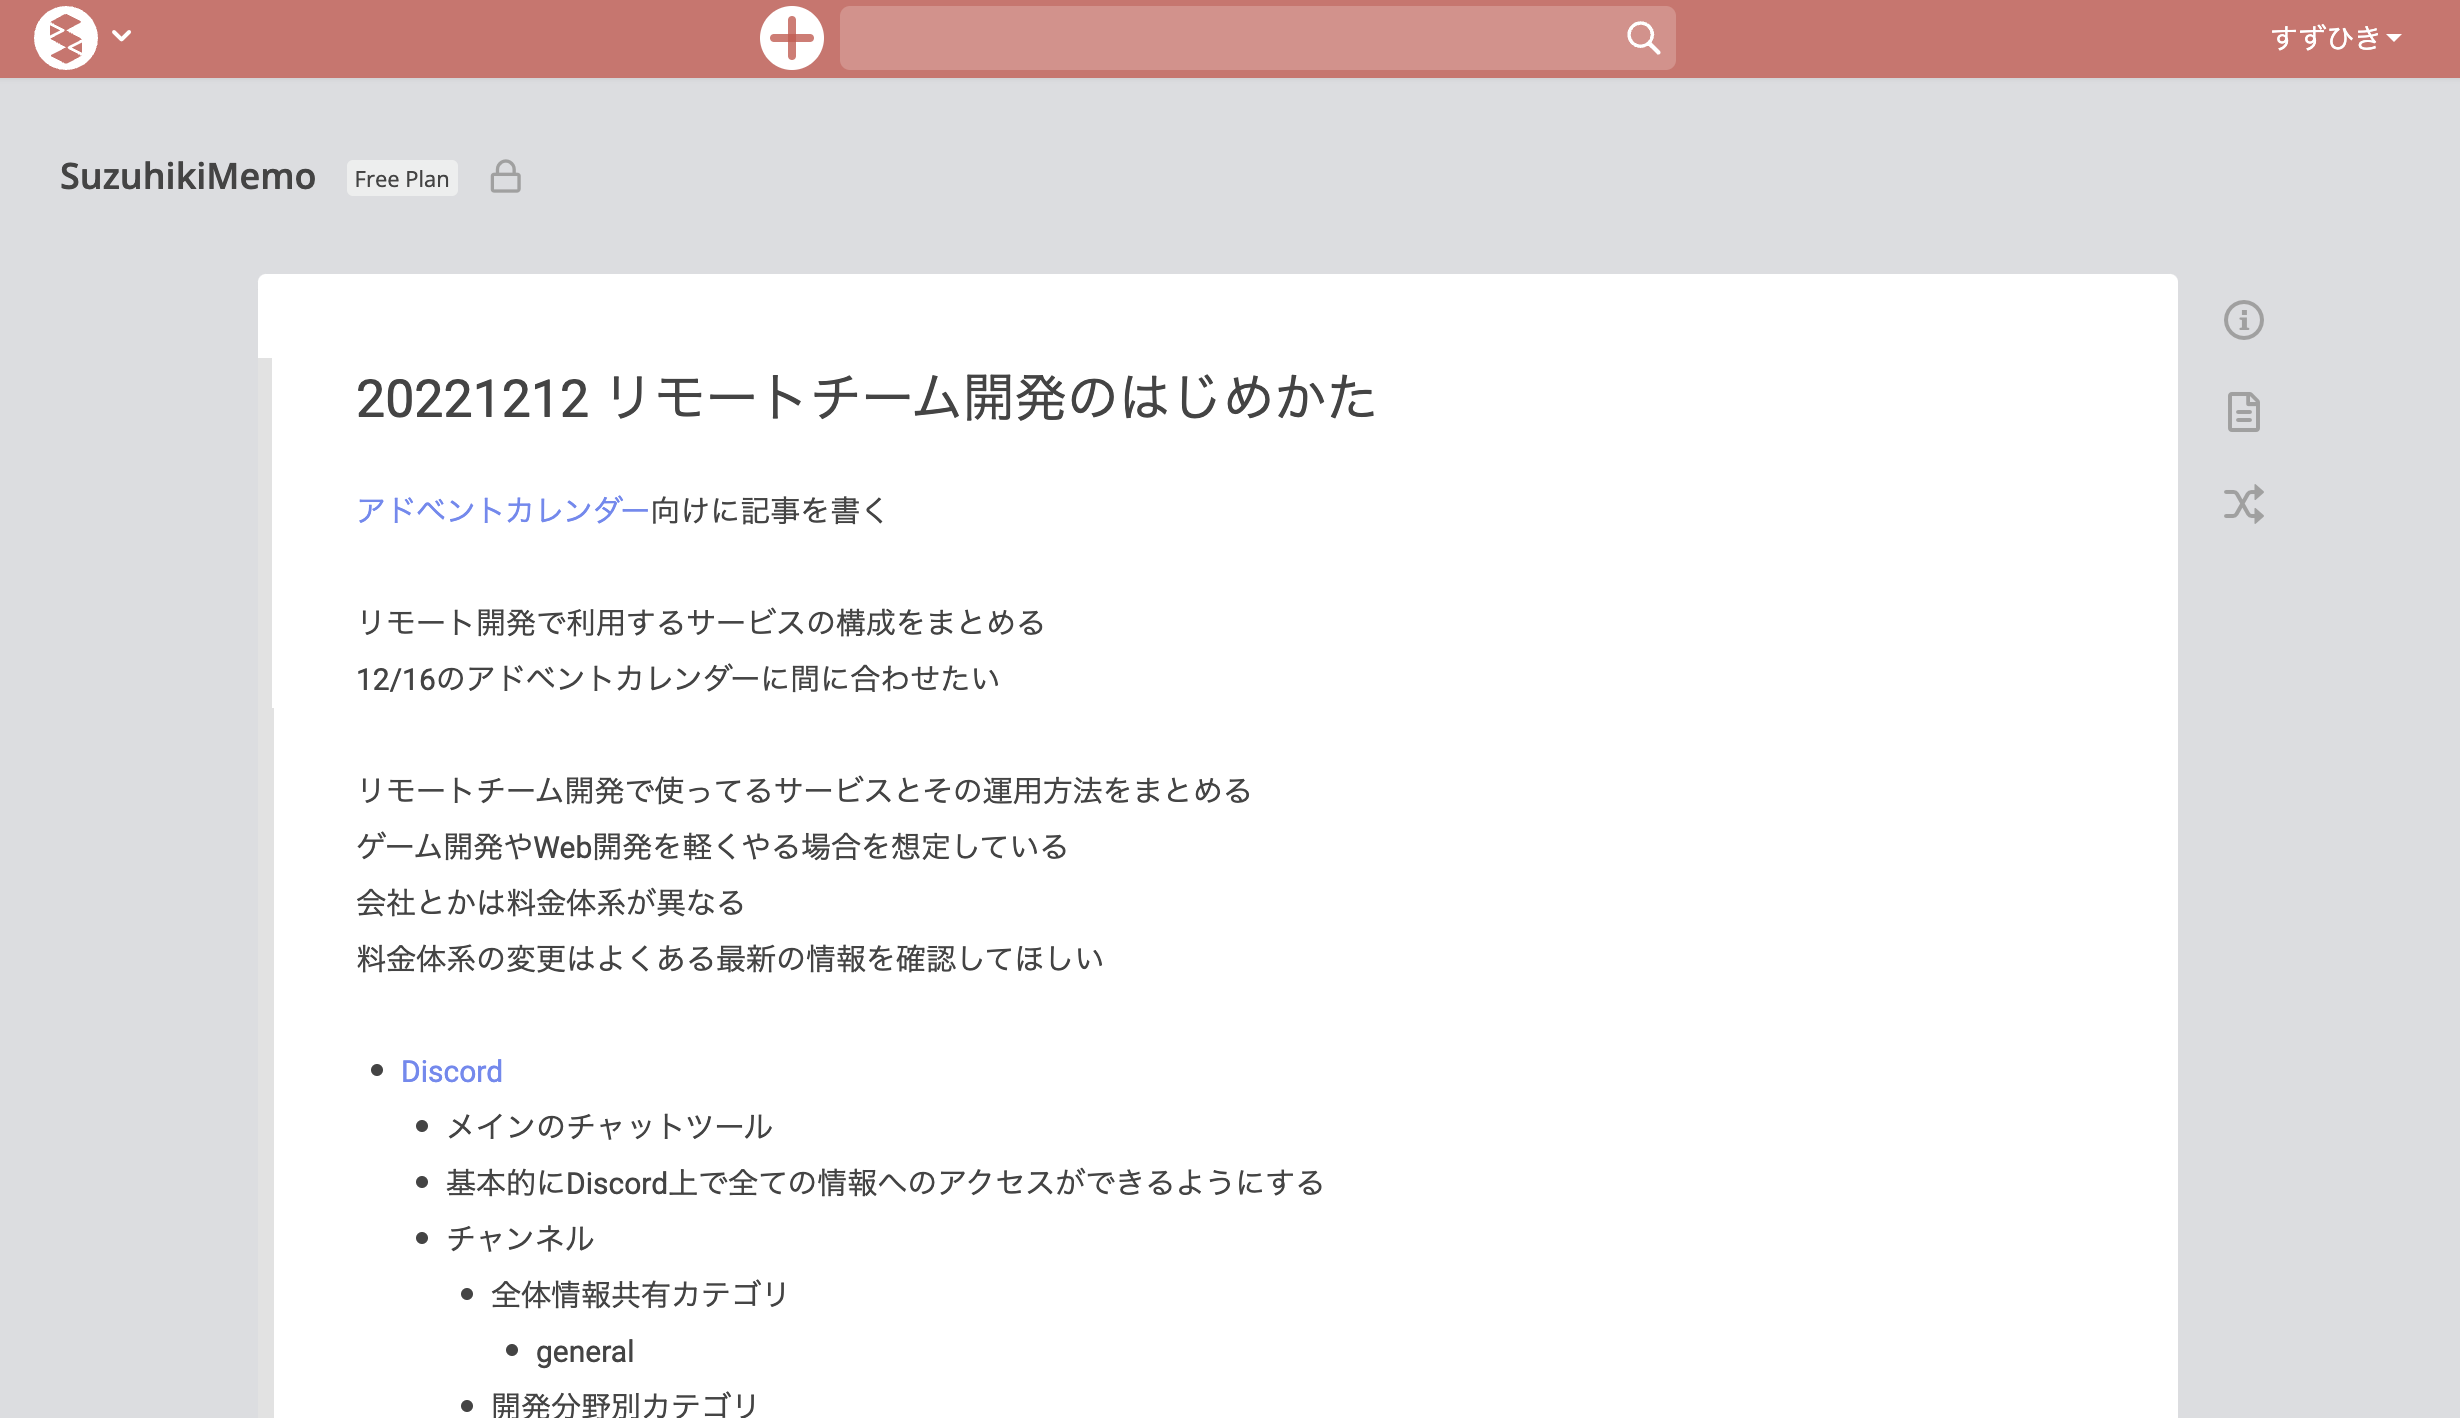 すずひき
SuzuhikiMemo Free Plan
20221212 リモートチーム開発のはじめかた
アドベントカレンダー向けに記事を書く
リモート開発で利用するサービスの構成をまとめる
12/16のアドベントカレンダーに間に合わせたい
リモートチーム開発で使ってるサービスとその運用方法をまとめる
ゲーム開発やWeb開発を軽くやる場合を想定している
会社とかは料金体系が異なる
料金体系の変更はよくある最新の情報を確認してほしい
Discord
メインのチャットツール
基本的にDiscord上で全ての情報へのアクセスができるようにする
チャンネル
全体情報共有カテゴリ
general
開発分野別カテゴリ